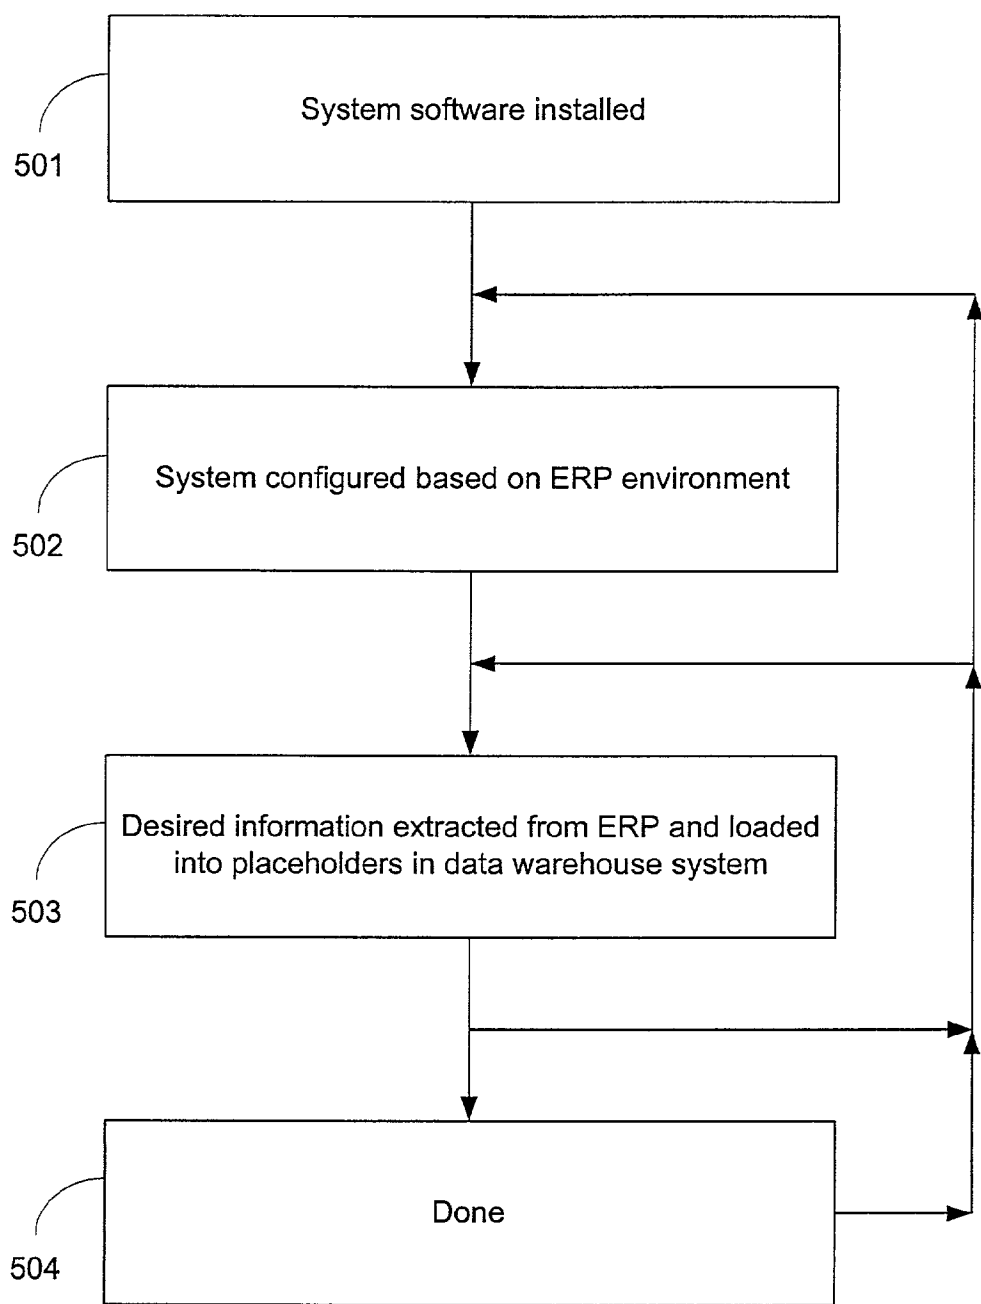 System software installed
501
System configured based on ERP environment
502
Desired information extracted from ERP and loaded
into placeholders in data warehouse system
503
Done
504